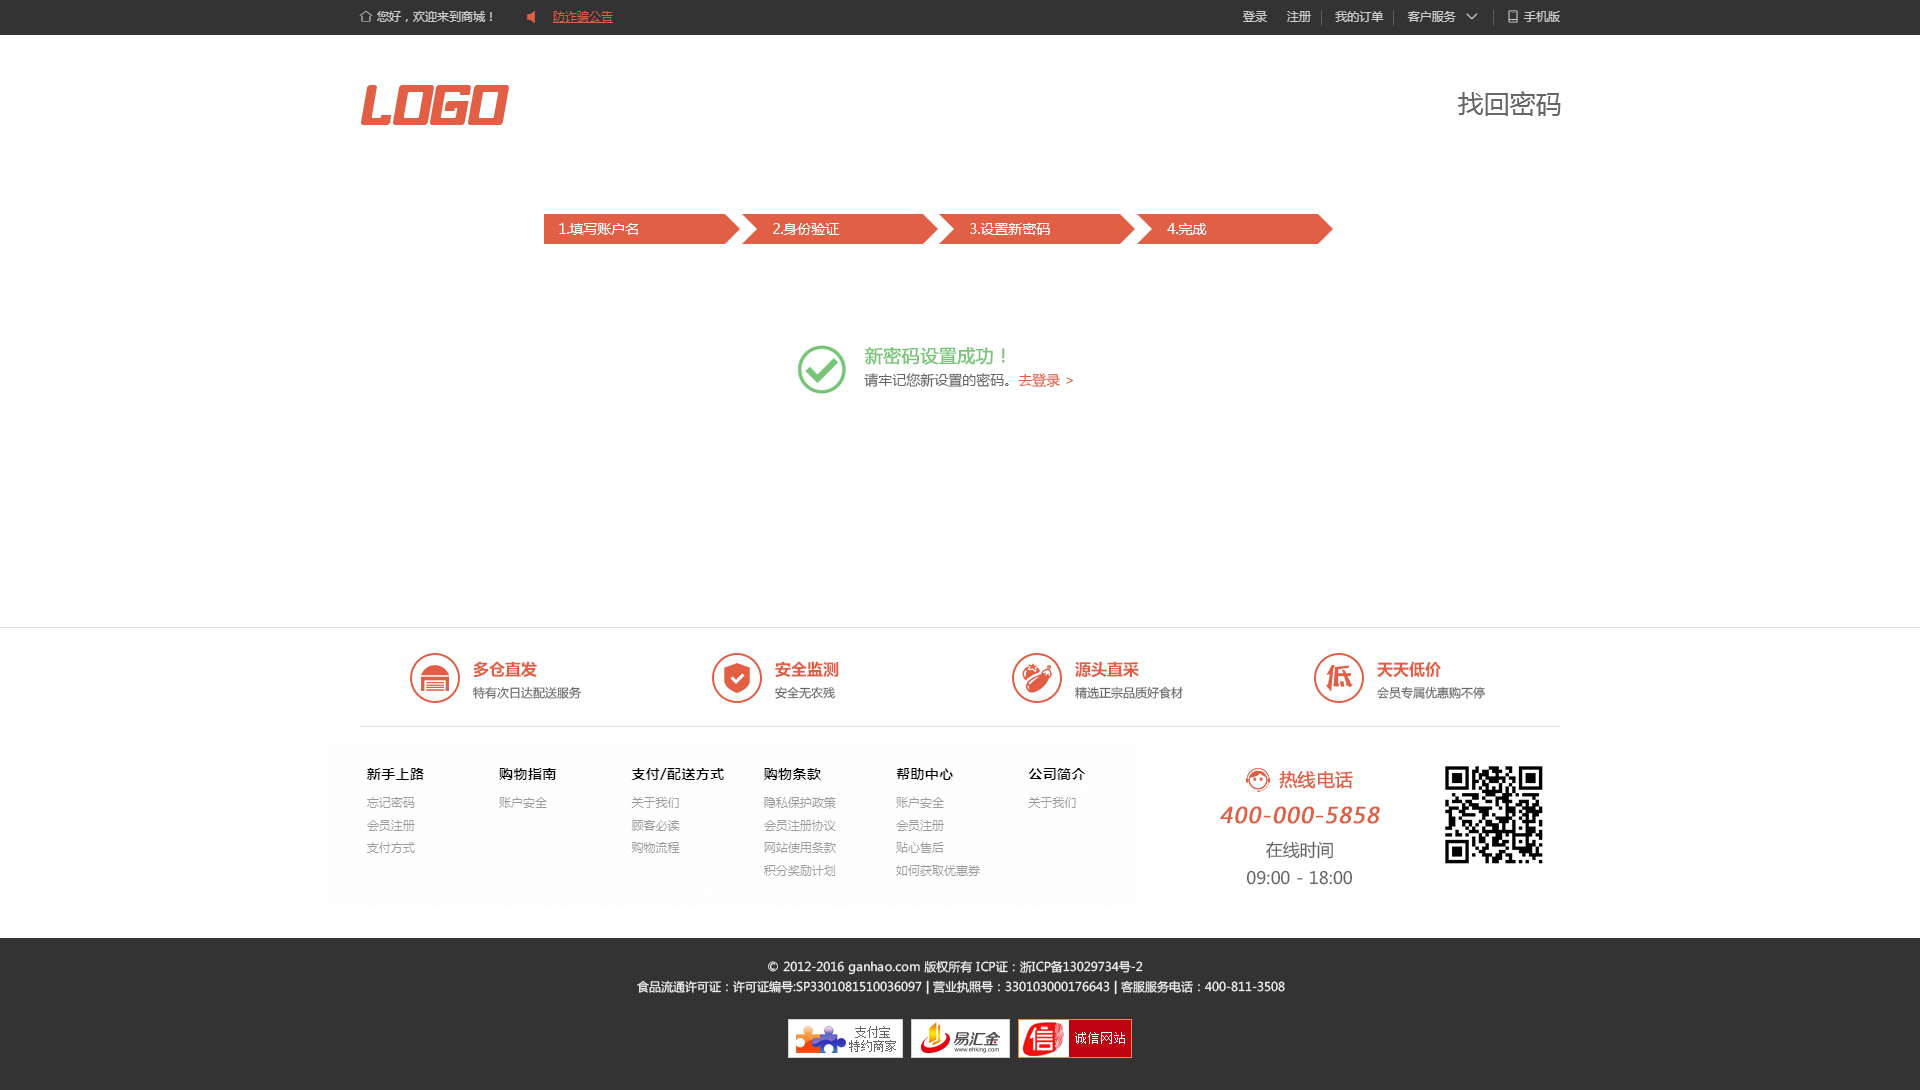 您好，欢迎来到商城！ 防诈骗公告 登录 注册 我的订单 客户服务 手机版
LOGO 找回密码
1.填写账户名 2.身份验证 3.设置新密码 4.完成
新密码设置成功！
请牢记您新设置的密码。去登录 >
多仓直发 安全监测 源头直采 低 天天低价
特有次日达配送服务 安全无农残 精选正宗品质好食材 会员专属优惠购不停
新手上路 购物指南 支付/配送方式 购物条款 帮助中心 公司简介
忘记密码 账户安全 关于我们 隐私保护政策 账户安全 关于我们
会员注册 顾客必读 会员注册协议 会员注册
支付方式 购物流程 网站使用条款 贴心售后
积分奖励计划 如何获取优惠券
热线电话
400-000-5858
在线时间
09:00 - 18:00
© 2012-2016 ganhao.com 版权所有 ICP证：浙ICP备13029734号-2
食品流通许可证：许可证编号:SP3301081510036097 | 营业执照号：330103000176643 | 客服服务电话：400-811-3508
支付宝
特约商家
易汇金
www.ehking.com
信 诚信网站